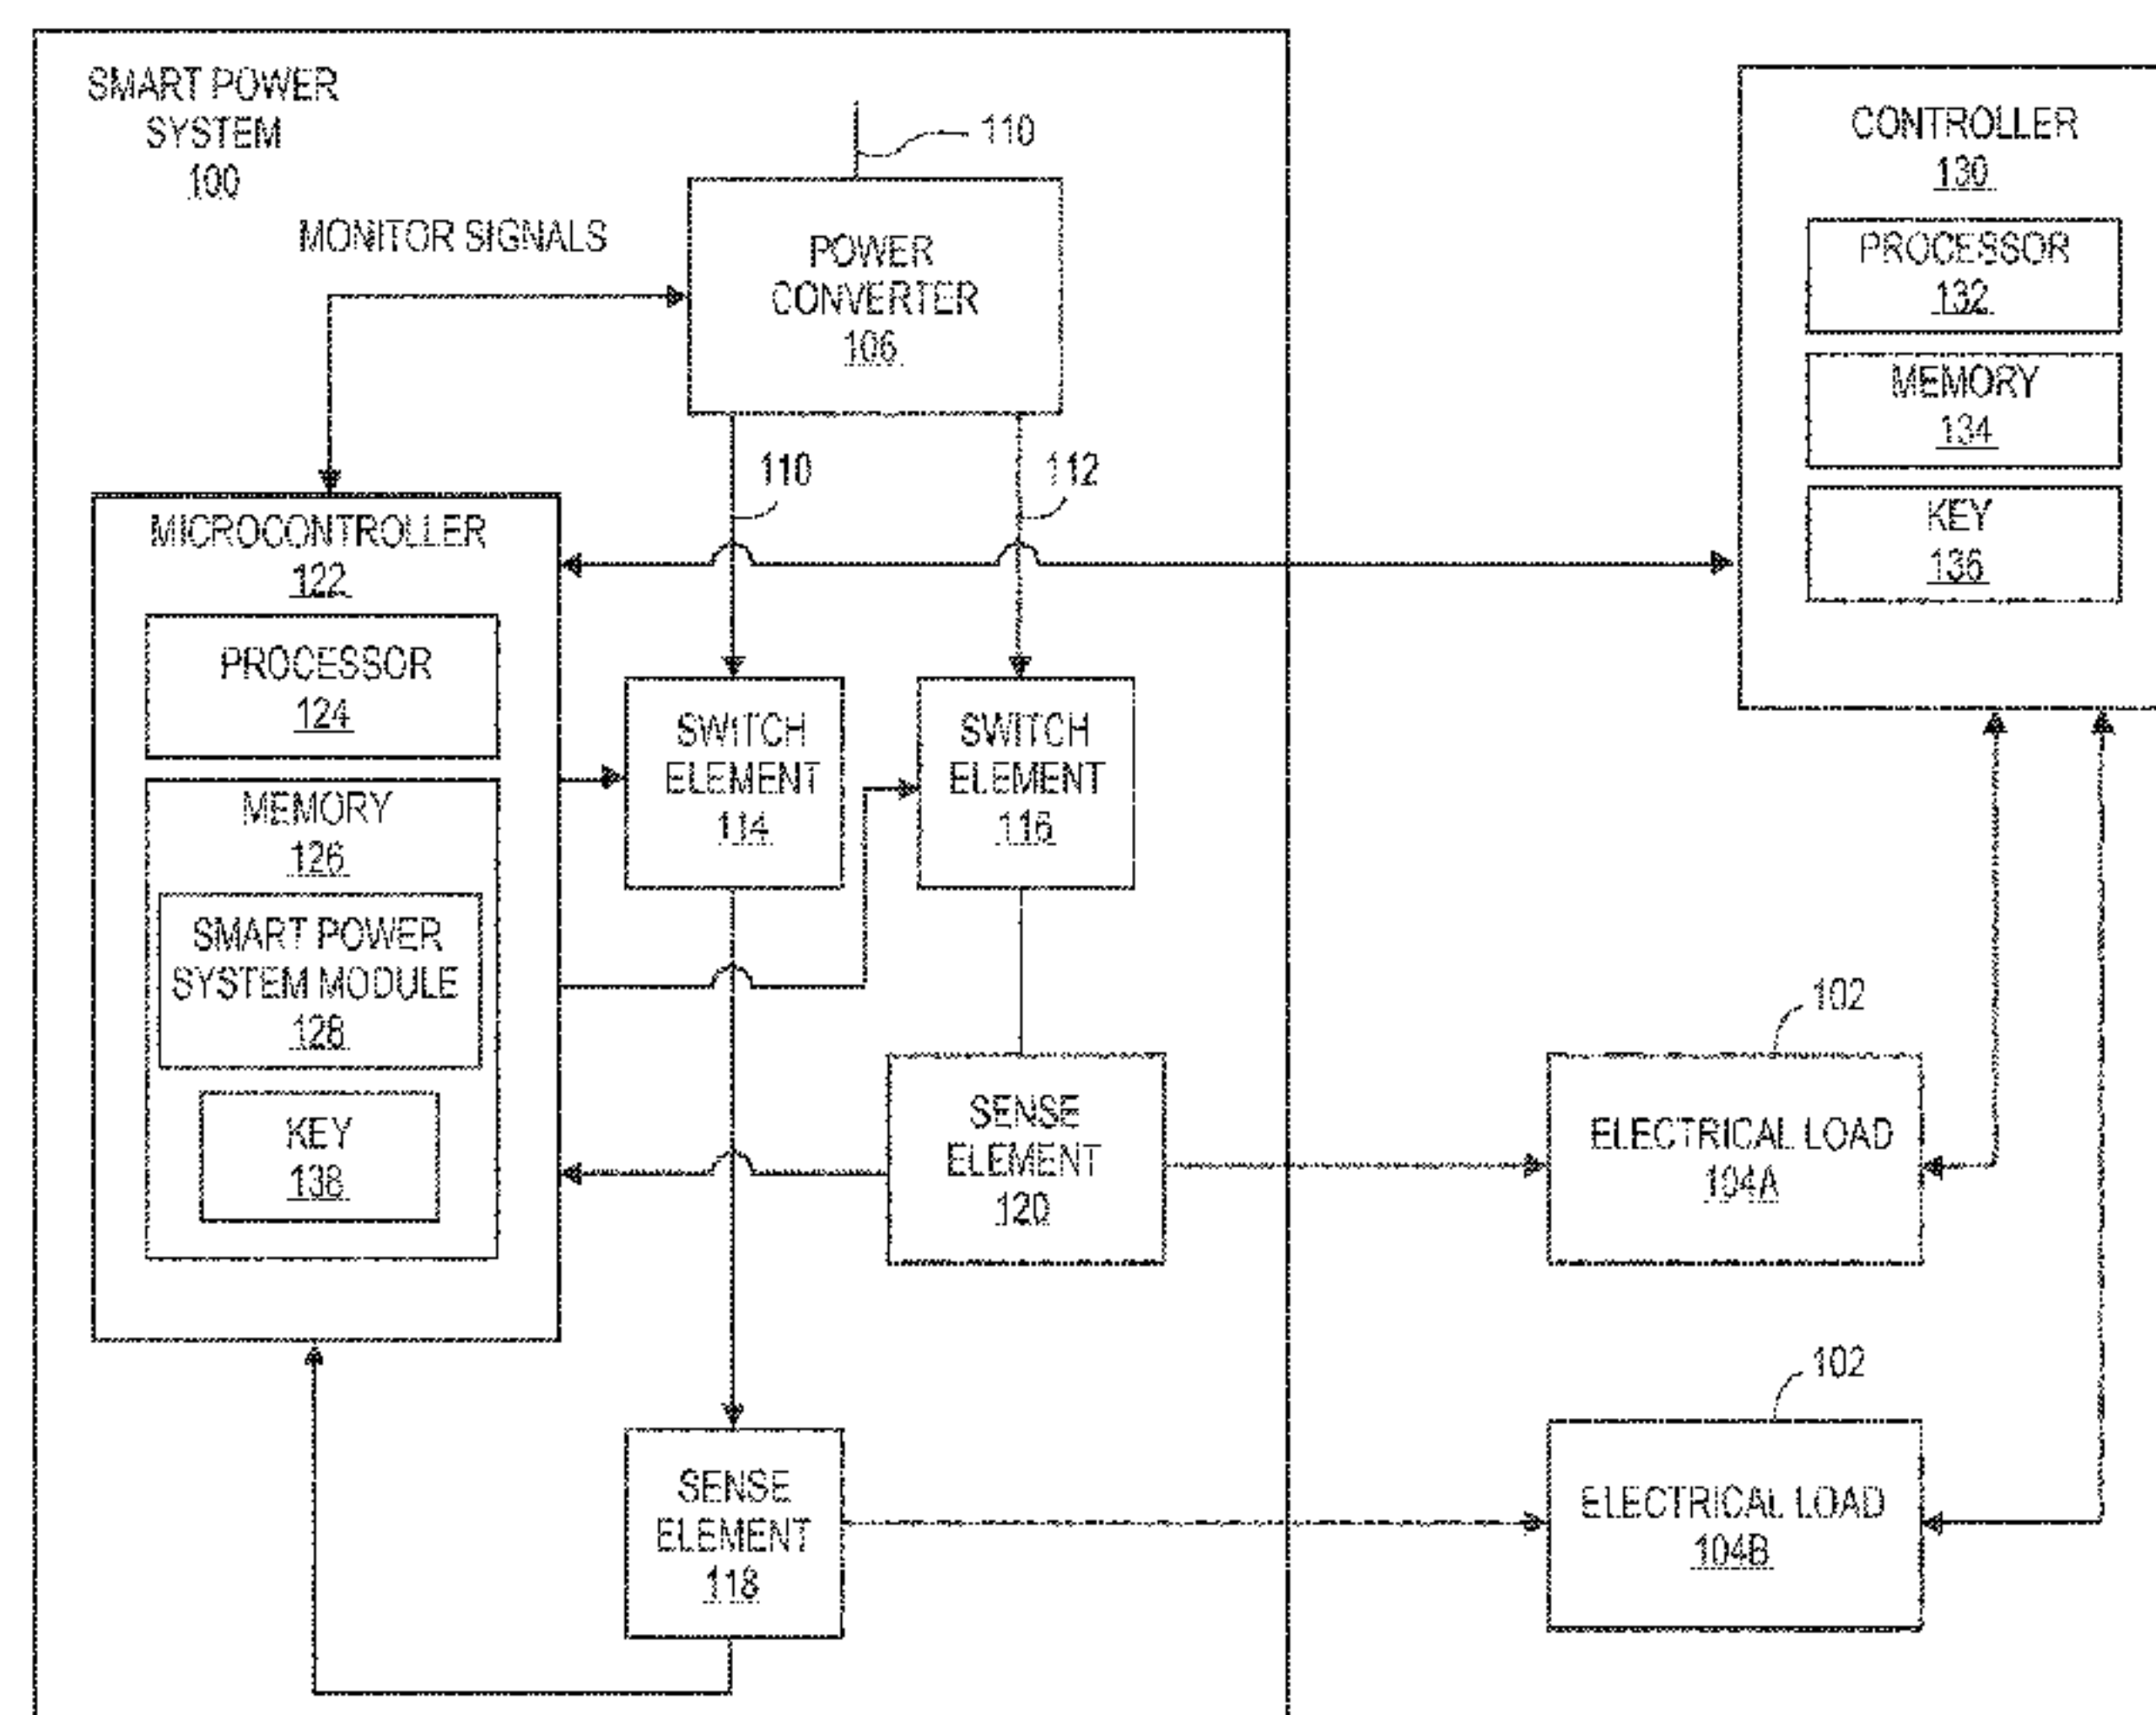 SMART POWER
SYSTEM
100
110
MONITOR SIGNALS
POWER
CONVERTER
106
110
112
MICROCONTROLLER
122
PROCESSOR
124
MEMORY
126
SMART POWER
SYSTEM MODULE
128
KEY
138
SWITCH
ELEMENT
114
SWITCH
ELEMENT
116
SENSE
ELEMENT
120
SENSE
ELEMENT
118
CONTROLLER
130
PROCESSOR
132
MEMORY
134
KEY
136
102
ELECTRICAL LOAD
104A
102
ELECTRICAL LOAD
104B